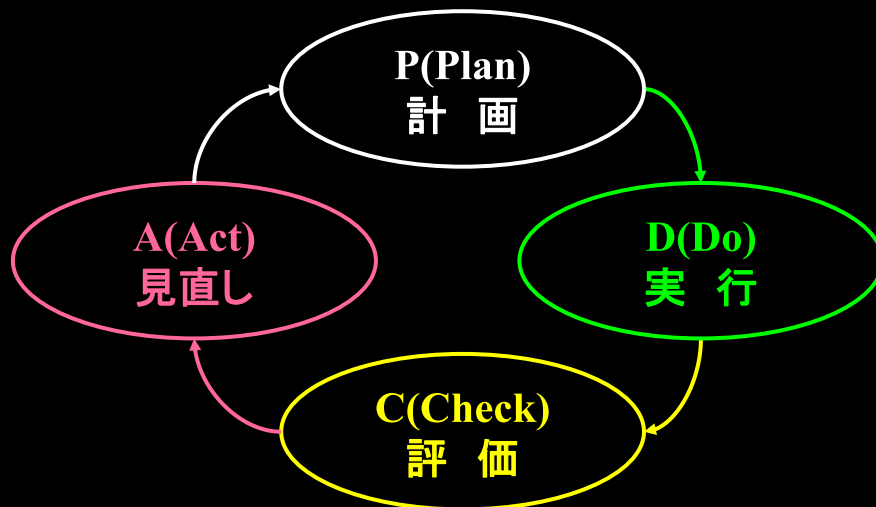 P(Plan)
計　画
D(Do)
実　行
C(Check)
評　価
A(Act)
見直し